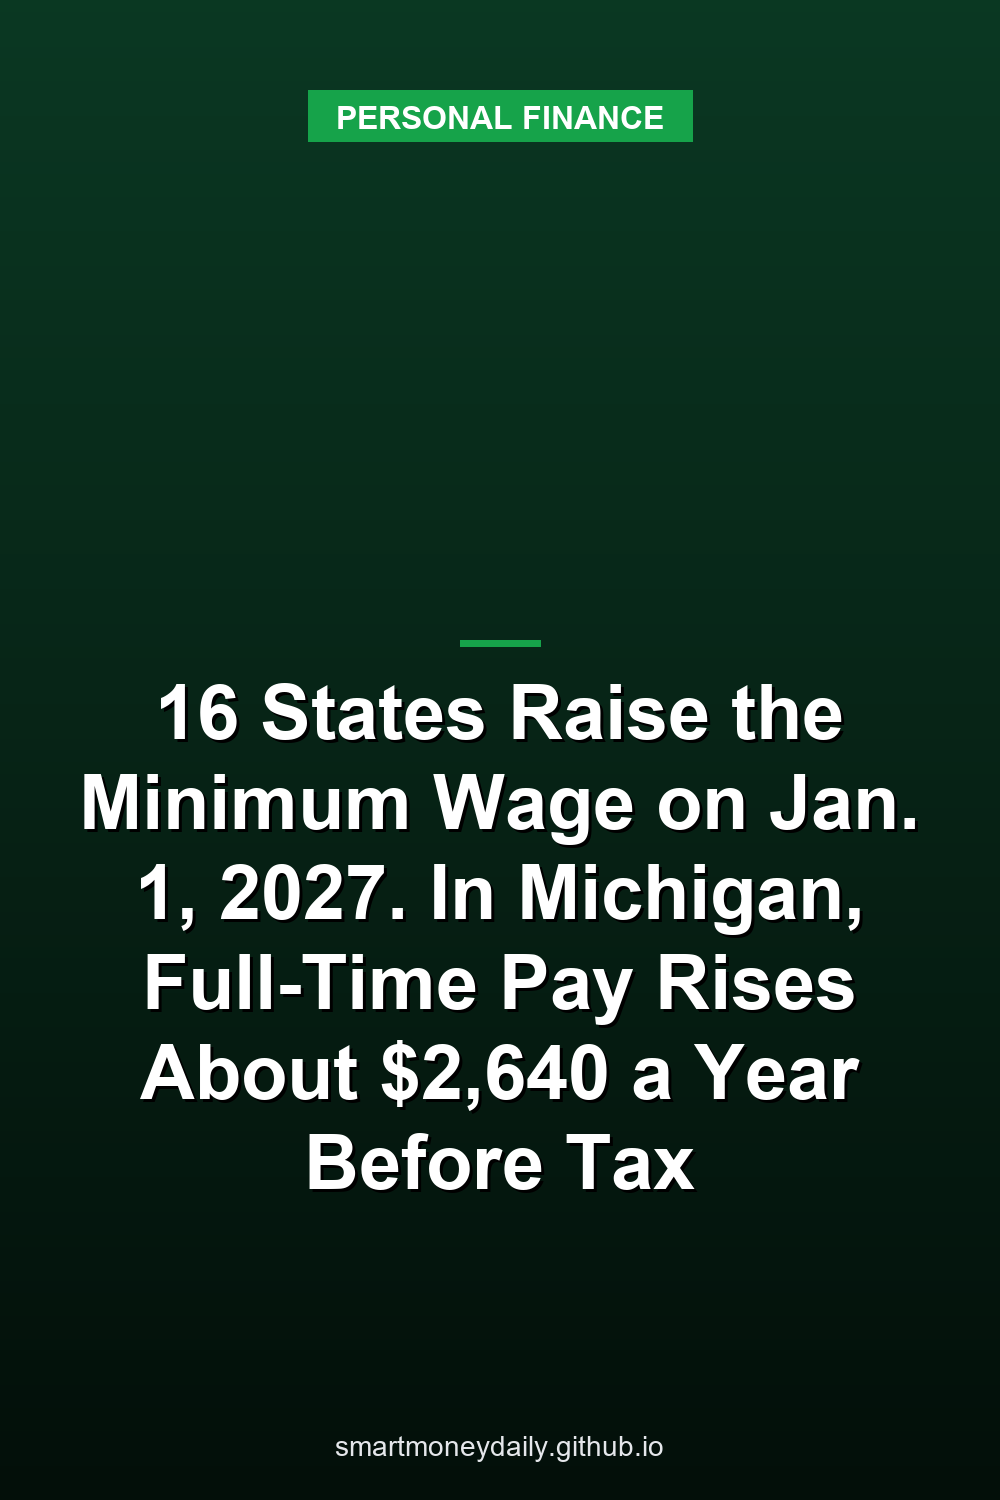 PERSONAL FINANCE
16 States Raise the
Minimum Wage on Jan.
1, 2027. In Michigan,
Full-Time Pay Rises
About $2,640 a Year
Before Tax
smartmoneydaily.github.io